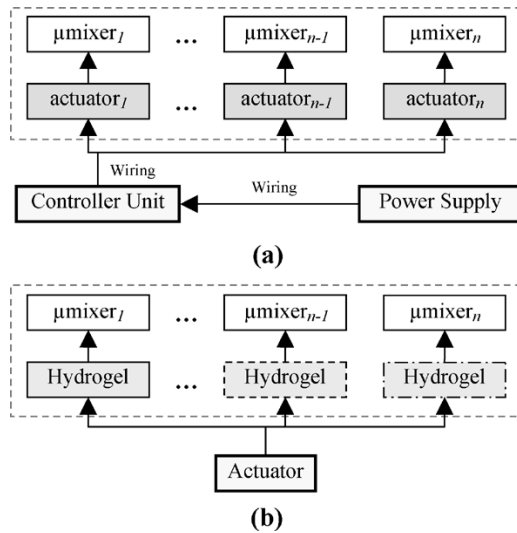 μmixer1 ... μmixern-1 μmixern
actuator1 ... actuatorn-1 actuatorn
Wiring
Wiring
Controller Unit Power Supply
(a)
μmixer1 ... μmixern-1 μmixern
Hydrogel ... Hydrogel Hydrogel
Actuator
(b)